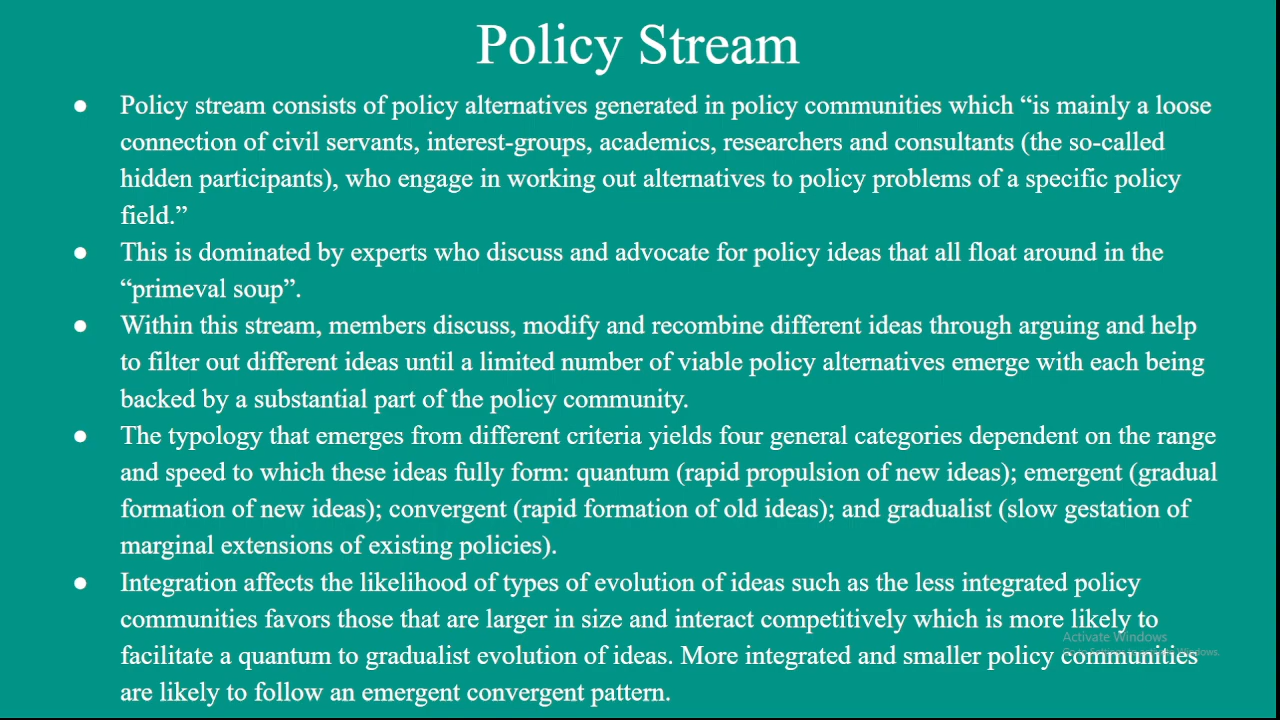 Policy Stream
● Policy stream consists of policy alternatives generated in policy communities which “is mainly a loose
connection of civil servants, interest-groups, academics, researchers and consultants (the so-called
hidden participants), who engage in working out alternatives to policy problems of a specific policy
field.”
● This is dominated by experts who discuss and advocate for policy ideas that all float around in the
“primeval soup”.
● Within this stream, members discuss, modify and recombine different ideas through arguing and help
to filter out different ideas until a limited number of viable policy alternatives emerge with each being
backed by a substantial part of the policy community.
● The typology that emerges from different criteria yields four general categories dependent on the range
and speed to which these ideas fully form: quantum (rapid propulsion of new ideas); emergent (gradual
formation of new ideas); convergent (rapid formation of old ideas); and gradualist (slow gestation of
marginal extensions of existing policies).
● Integration affects the likelihood of types of evolution of ideas such as the less integrated policy
communities favors those that are larger in size and interact competitively which is more likely to
Activate Windows
facilitate a quantum to gradualist evolution of ideas. More integrated and smaller policy communities
Go to Settings to Windows.
are likely to follow an emergent convergent pattern.